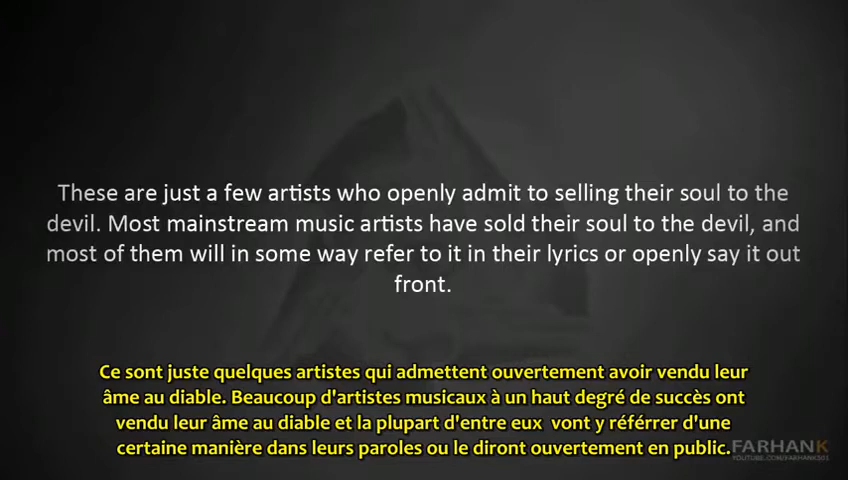 These are just a few artists who openly admit to selling their soul to the
devil. Most mainstream music artists have sold their soul to the devil, and
most of them will in some way refer to it in their lyrics or openly say it out
front.
Ce sont juste quelques artistes qui admettent ouvertement avoir vendu leur
âme au diable. Beaucoup d'artistes musicaux à un haut degré de succès ont
vendu leur âme au diable et la plupart d'entre eux vont y référrer d'une
certaine manière dans leurs paroles ou le diront ouvertement en public.
FARHANK
YOUTUBE.COM/FARHANK501